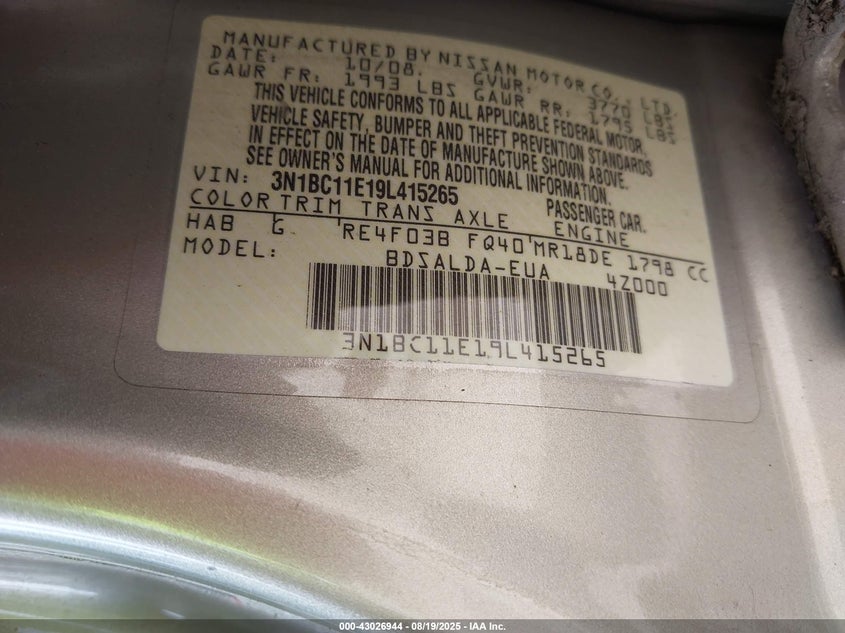 MANUFACTURED BY NISSAN MOTOR CO., LTD.
DATE: 10/08. GVWR: 3770 LBS
GAWR FR: 1993 LBS GAWR RR: 1795 LBS
THIS VEHICLE CONFORMS TO ALL APPLICABLE FEDERAL MOTOR
VEHICLE SAFETY, BUMPER AND THEFT PREVENTION STANDARDS
IN EFFECT ON THE DATE OF MANUFACTURE SHOWN ABOVE.
SEE OWNER'S MANUAL FOR ADDITIONAL INFORMATION.
VIN: 3N1BC11E19L415265 PASSENGER CAR.
COLOR TRIM TRANS AXLE ENGINE
HAB G RE4F03B FQ40 MR18DE 1798 CC
MODEL: BDSALDA-EUA 4Z000
3N1BC11E19L415265
000-43026944 - 08/19/2025 - IAA Inc.